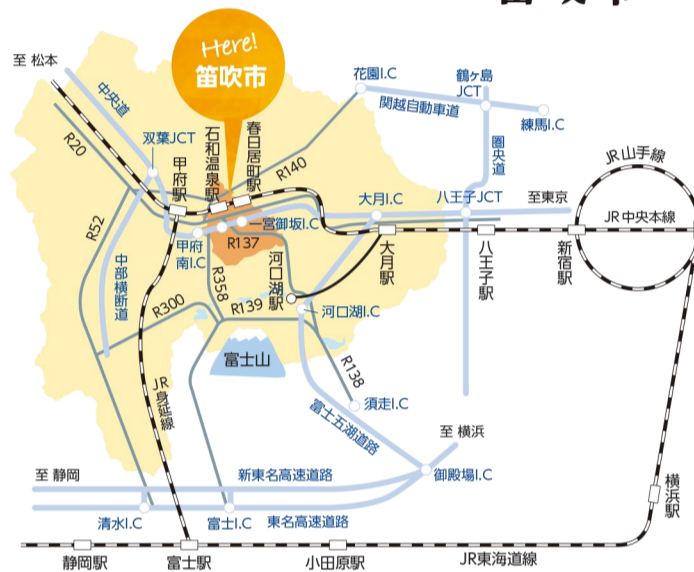 Here!
笛吹市
至 松本
中央道
花園I.C
鶴ヶ島
JCT
関越自動車道
練馬I.C
R20
双葉JCT
甲府駅
石和温泉駅
春日居町駅
R140
圏央道
JR山手線
R52
大月I.C
八王子JCT
至東京
JR中央本線
一宮御坂I.C
甲府
南I.C
R137
大月駅
八王子駅
新宿駅
中部横断道
R358
河口湖駅
R300
R139
河口湖I.C
富士山
R138
JR身延線
須走I.C
富士五湖道路
至 横浜
至 静岡
新東名高速道路
御殿場I.C
横浜駅
清水I.C
富士I.C
東名高速道路
静岡駅
富士駅
小田原駅
JR東海道線